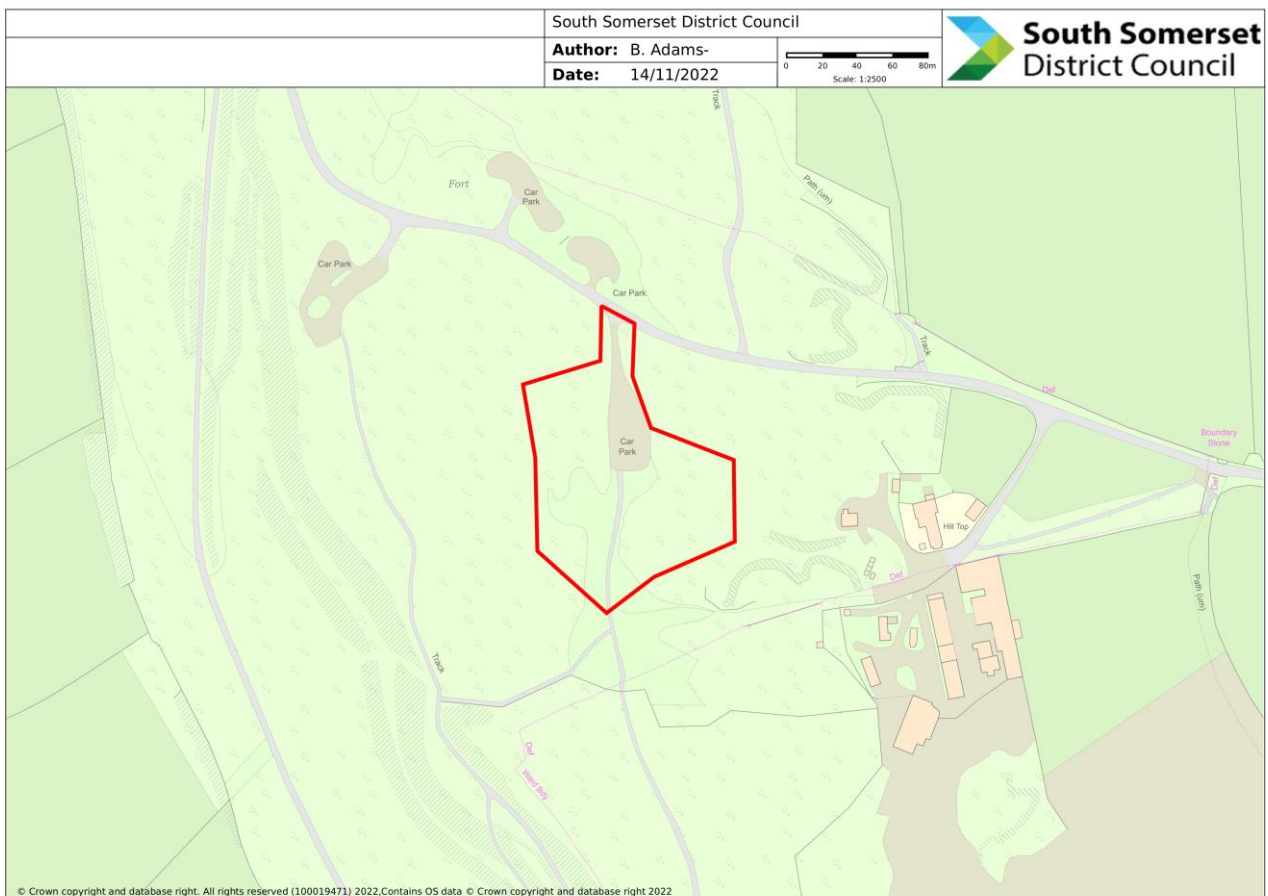 South Somerset District Council
Author: B. Adams-
Date: 14/11/2022
0 20 40 60 80m
Scale: 1:2500
South Somerset
District Council
Track
Fort
Car
Park
Path (um)
Car Park
Car Park
Track
Def
Boundary
Stone
Def
Car
Park
Hill Top
Def
Path (um)
Track
Def
Ward Bdy
© Crown copyright and database right. All rights reserved (100019471) 2022,Contains OS data © Crown copyright and database right 2022